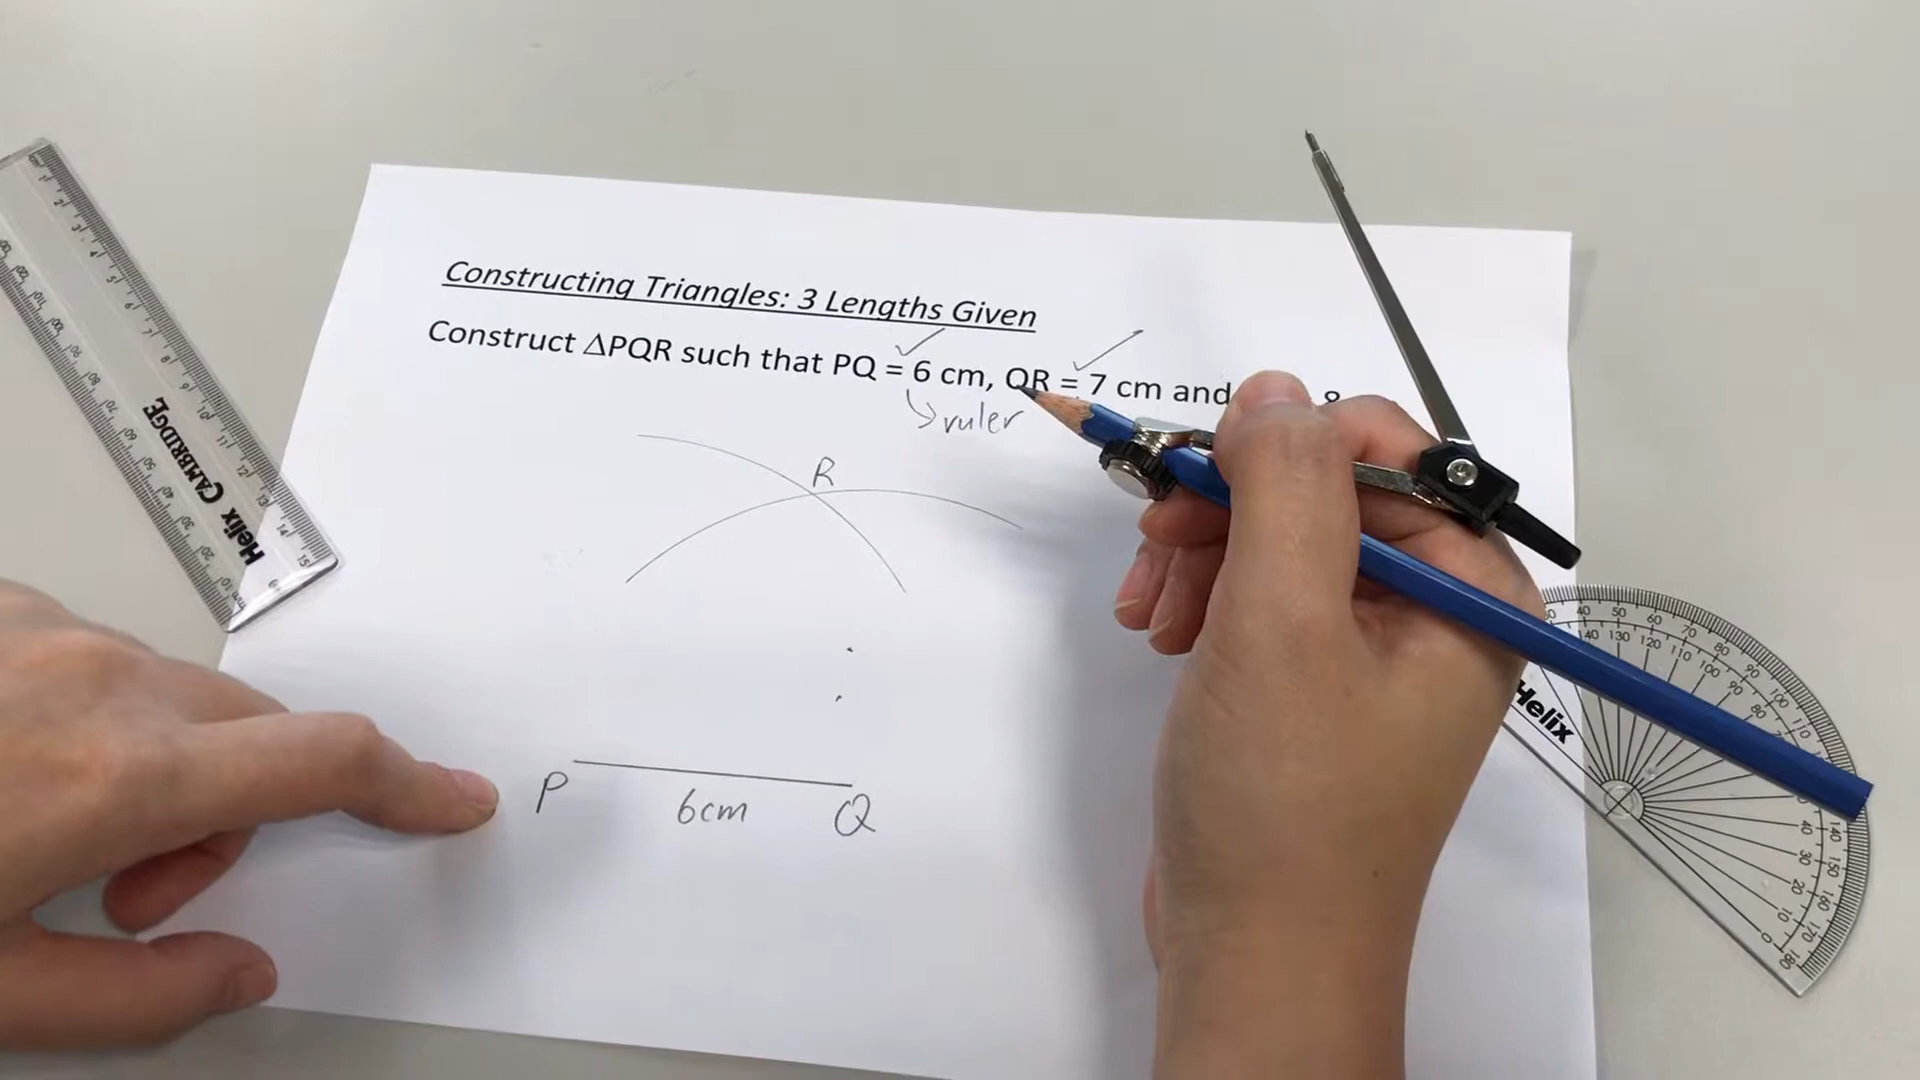 Constructing Triangles: 3 Lengths Given
Construct ΔPQR such that PQ = 6 cm, QR = 7 cm and 8
ruler
R
P
6cm
Q
Helix CAMBRIDGE
Helix